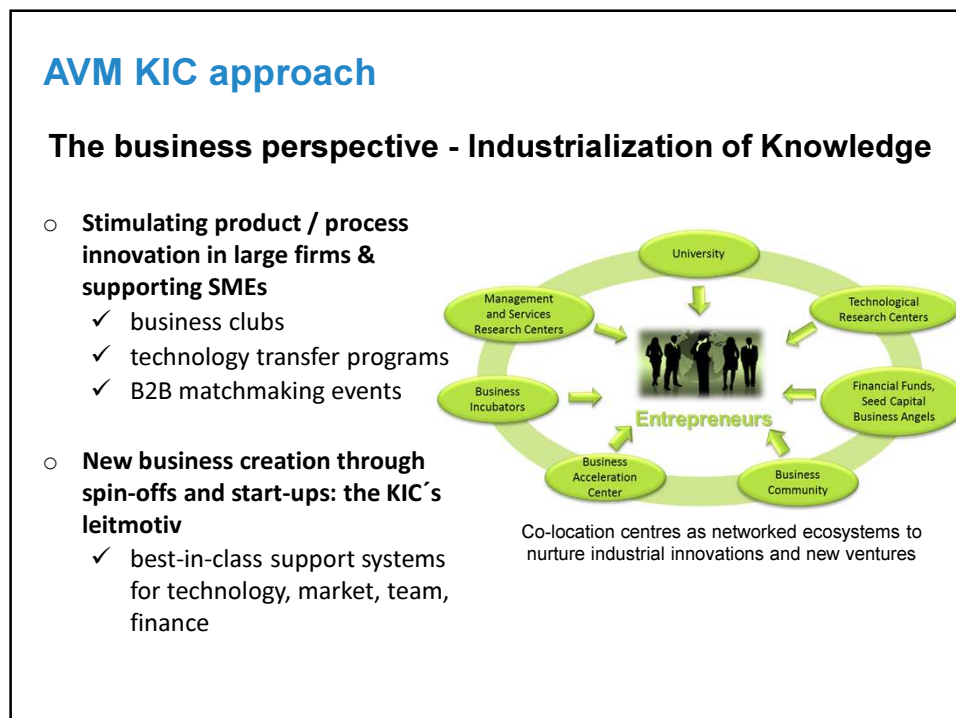 AVM KIC approach
The business perspective - Industrialization of Knowledge
o Stimulating product / process
innovation in large firms &
supporting SMEs
✓ business clubs
✓ technology transfer programs
✓ B2B matchmaking events
o New business creation through
spin-offs and start-ups: the KIC´s
leitmotiv
✓ best-in-class support systems
for technology, market, team,
finance
University
Management
and Services
Research Centers
Technological
Research Centers
Business
Incubators
Financial Funds,
Seed Capital
Business Angels
Entrepreneurs
Business
Acceleration
Center
Business
Community
Co-location centres as networked ecosystems to
nurture industrial innovations and new ventures